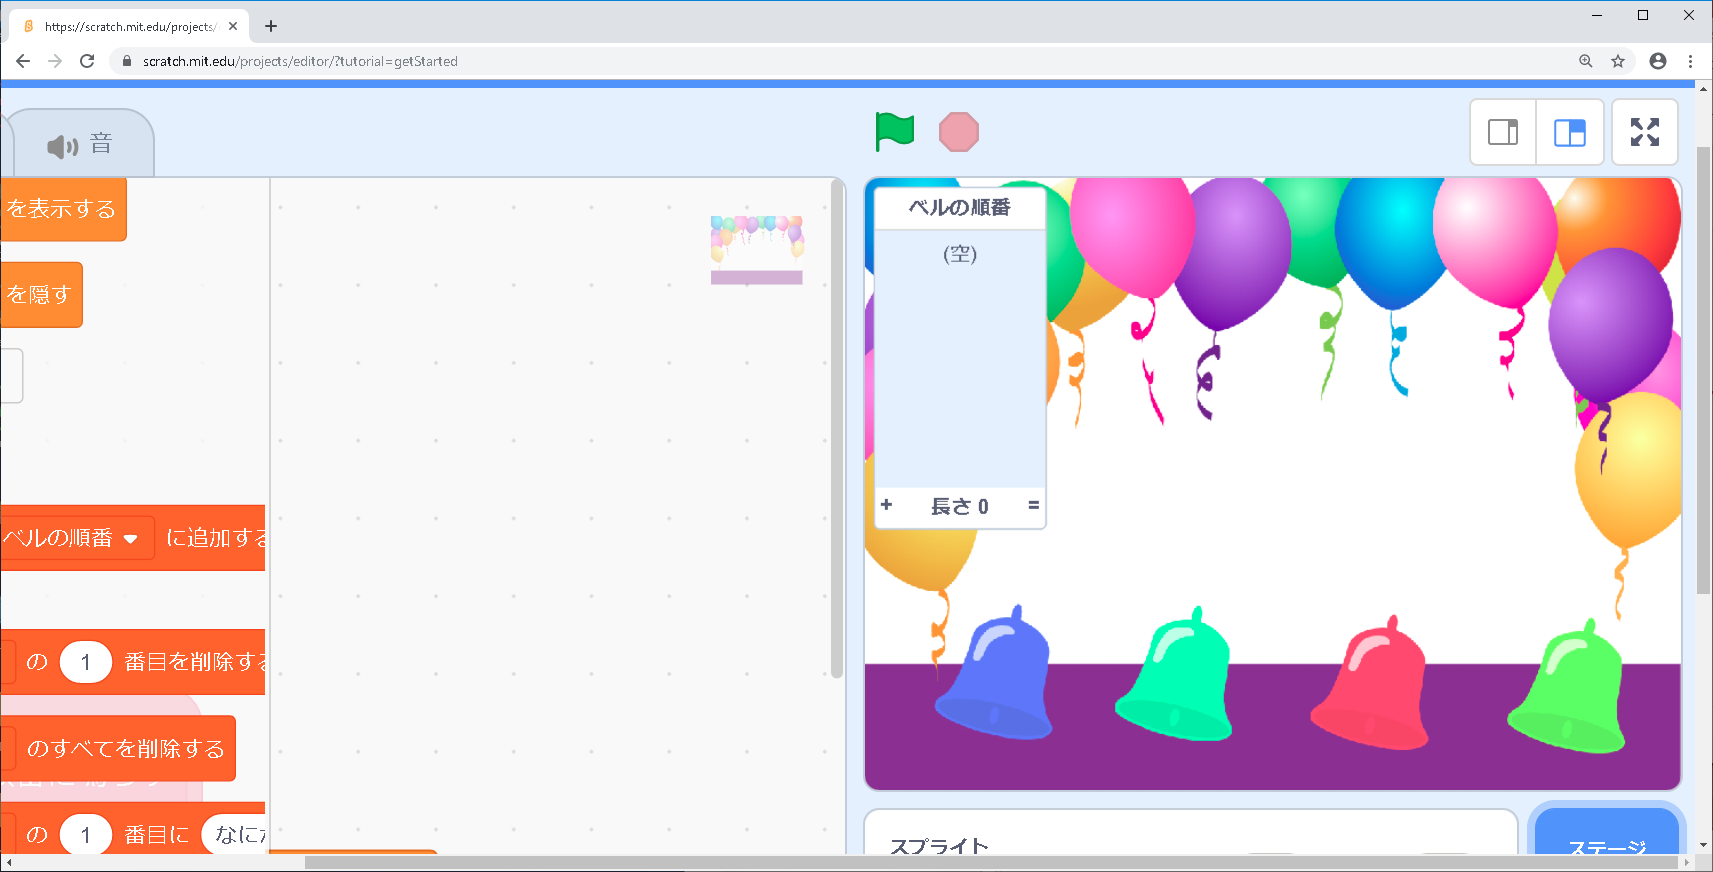 https://scratch.mit.edu/projects/
scratch.mit.edu/projects/editor/?tutorial=getStarted
音
を表示する
を隠す
ベルの順番 に追加する
の 1 番目を削除する
のすべてを削除する
の 1 番目に なにか
ベルの順番
(空)
+ 長さ 0 =
スプライト
ステージ